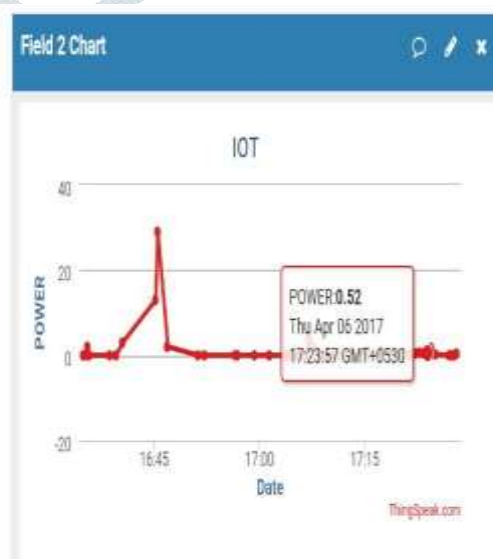 Field 2 Chart
IOT
40
20
0
-20
POWER
POWER:0.52
Thu Apr 06 2017
17:23:57 GMT+0530
16:45
17:00
17:15
Date
ThingSpeak.com